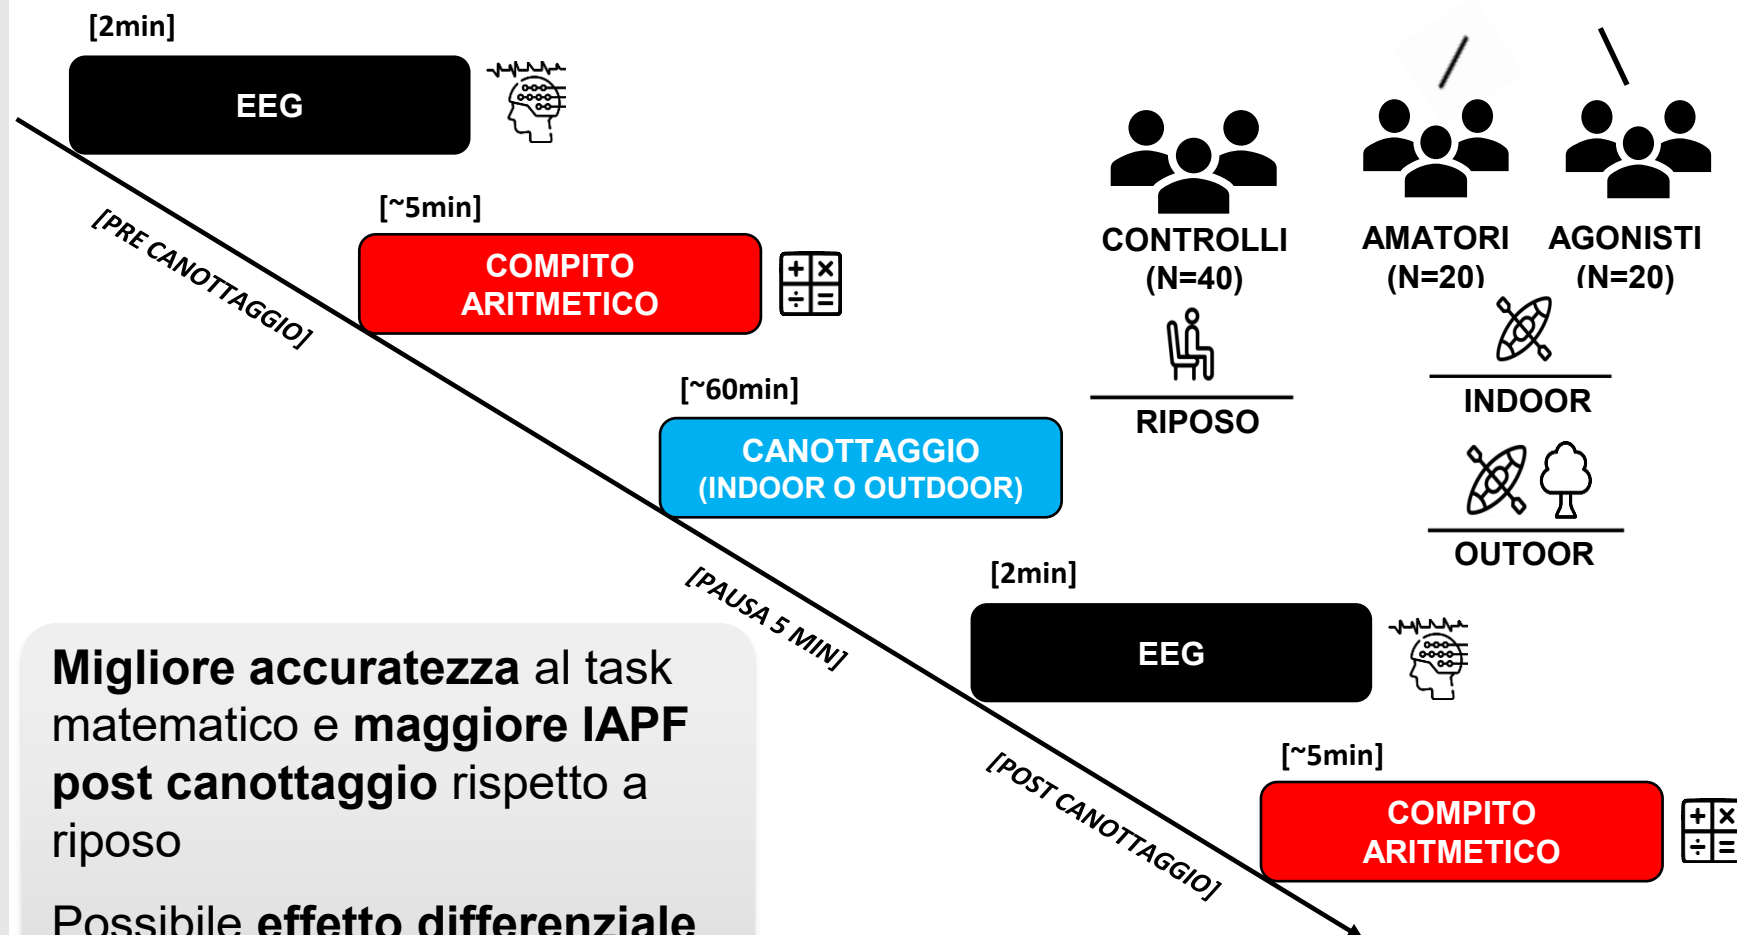 [2min]
EEG
[PRE CANOTTAGGIO]
[~5min]
COMPITO
ARITMETICO
[~60min]
CANOTTAGGIO
(INDOOR O OUTDOOR)
[PAUSA 5 MIN]
[2min]
EEG
[POST CANOTTAGGIO]
[~5min]
COMPITO
ARITMETICO
CONTROLLI
(N=40)
RIPOSO
AMATORI
(N=20)
AGONISTI
(N=20)
INDOOR
OUTOOR
Migliore accuratezza al task
matematico e maggiore IAPF
post canottaggio rispetto a
riposo
Possibile effetto differenziale